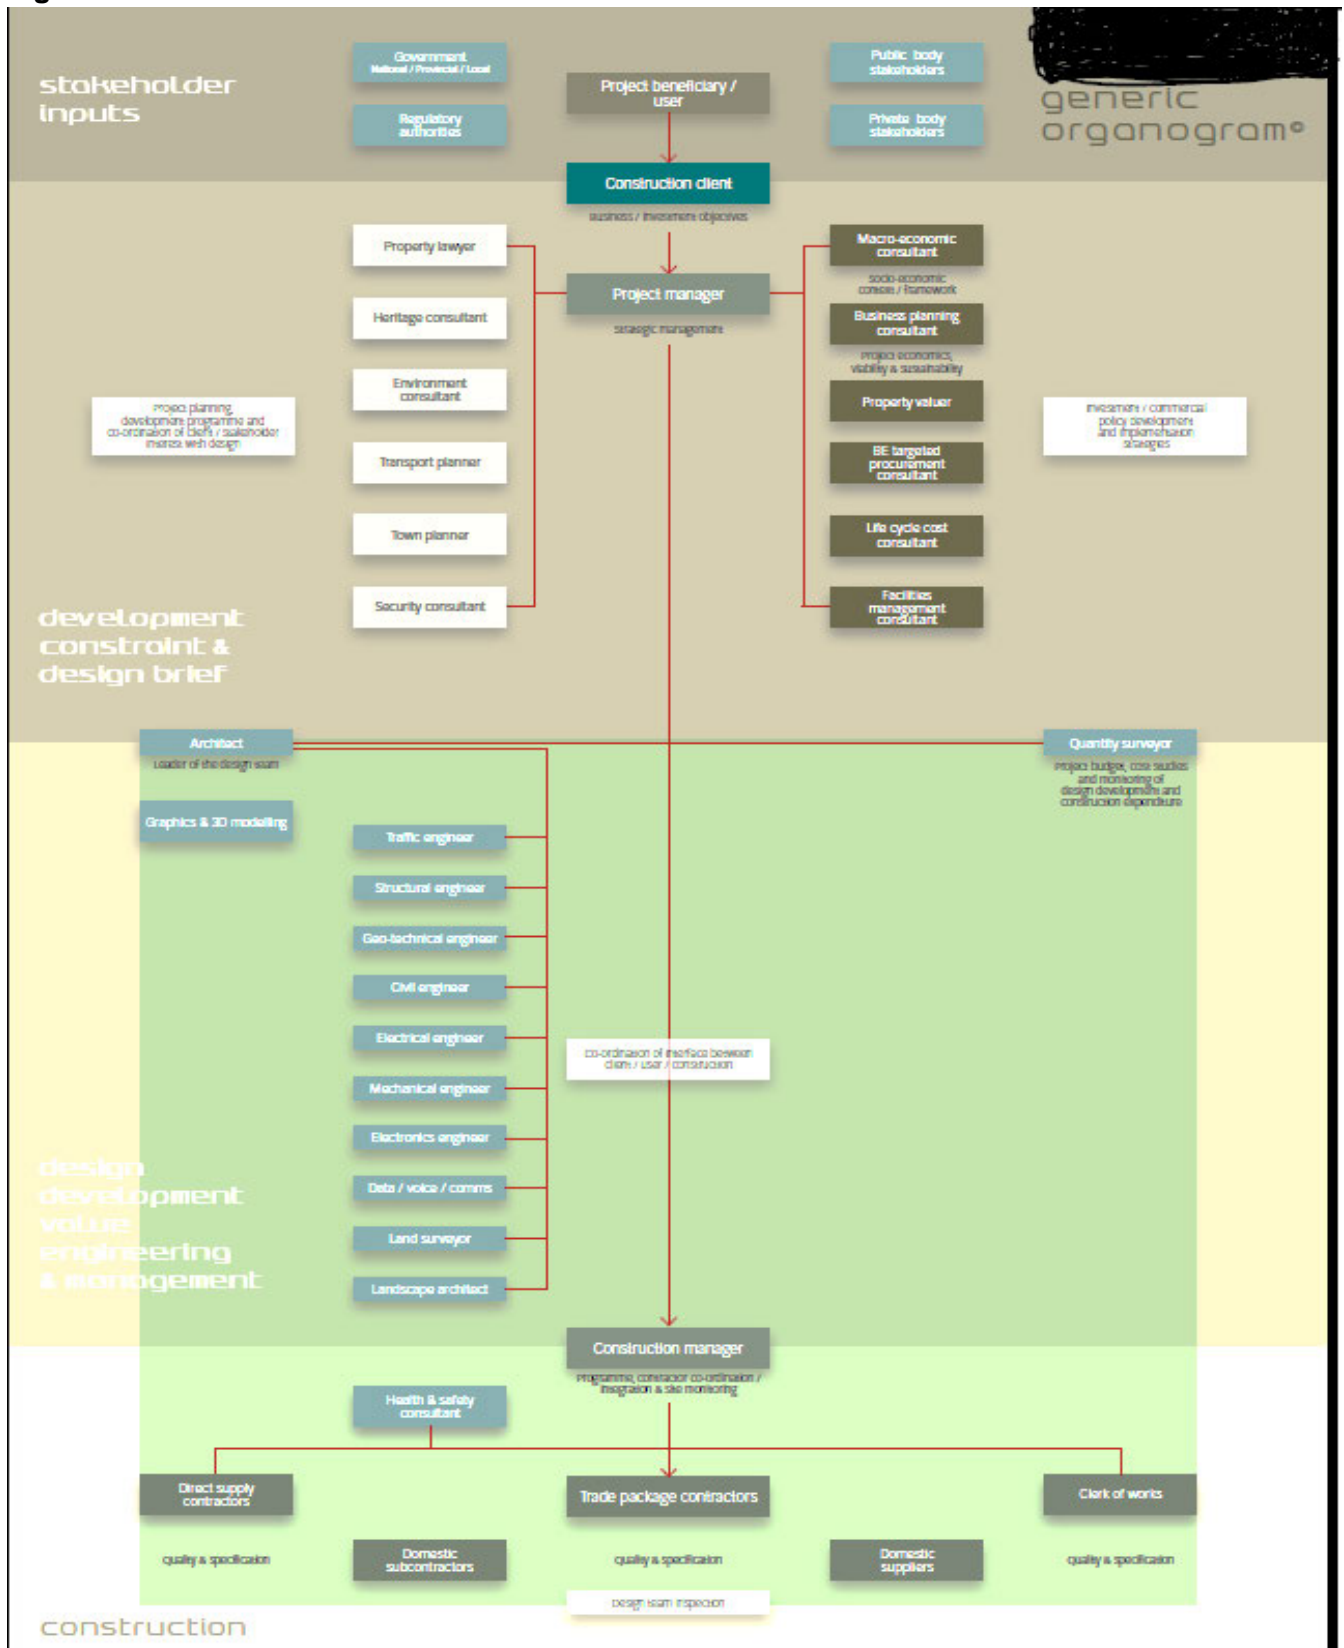 stakeholder
inputs
Government
National / Provincial / Local
Regulatory
authorities
Project beneficiary /
user
Public body
stakeholders
Private body
stakeholders
generic
organogram©
Construction client
Business / Investment objectives
Property lawyer
Heritage consultant
Environment
consultant
Transport planner
Town planner
Security consultant
Project manager
Strategic management
Macro-economic
consultant
Socio-economic
context / framework
Business planning
consultant
Project economics,
viability & sustainability
Property valuer
BE targeted
procurement
consultant
Life cycle cost
consultant
Facilities
management
consultant
Project planning,
development programme and
co-ordination of client / stakeholder
interest with design
Investment / commercial
policy development
and implementation
strategies
development
constraint &
design brief
Architect
Leader of the design team
Graphics & 3D modelling
Quantity surveyor
Project budget, cost studies
and monitoring of
design development and
construction expenditure
Traffic engineer
Structural engineer
Geo-technical engineer
Civil engineer
Electrical engineer
Mechanical engineer
Electronics engineer
Data / voice / comms
Land surveyor
Landscape architect
Co-ordination of interface between
client / user / construction
design
development
value
engineering
& management
Construction manager
Programme, contractor co-ordination /
integration & site monitoring
Health & safety
consultant
Direct supply
contractors
Trade package contractors
Clerk of works
quality & specification
Domestic
subcontractors
quality & specification
Domestic
suppliers
quality & specification
Design team inspection
construction